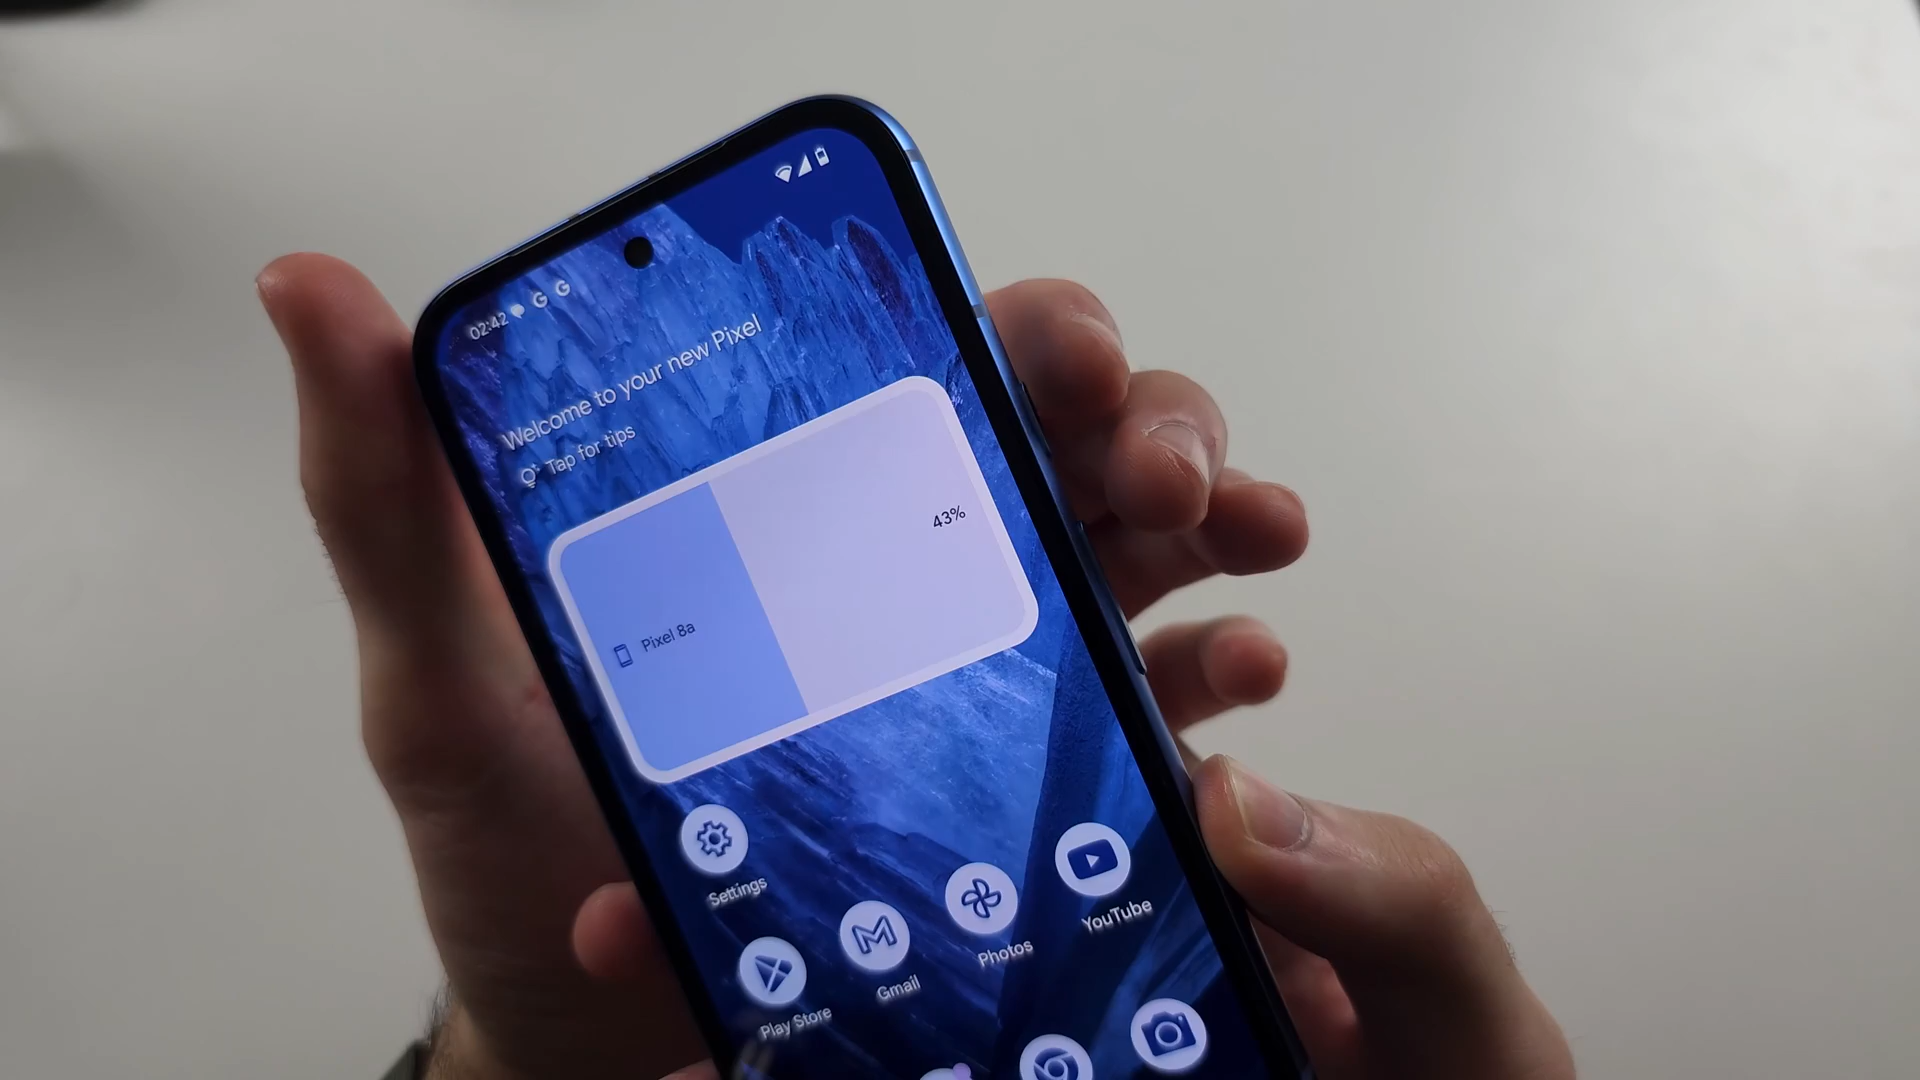 02:42 G G
Welcome to your new Pixel
Tap for tips
43%
Pixel 8a
Settings
Gmail
Photos
YouTube
Play Store